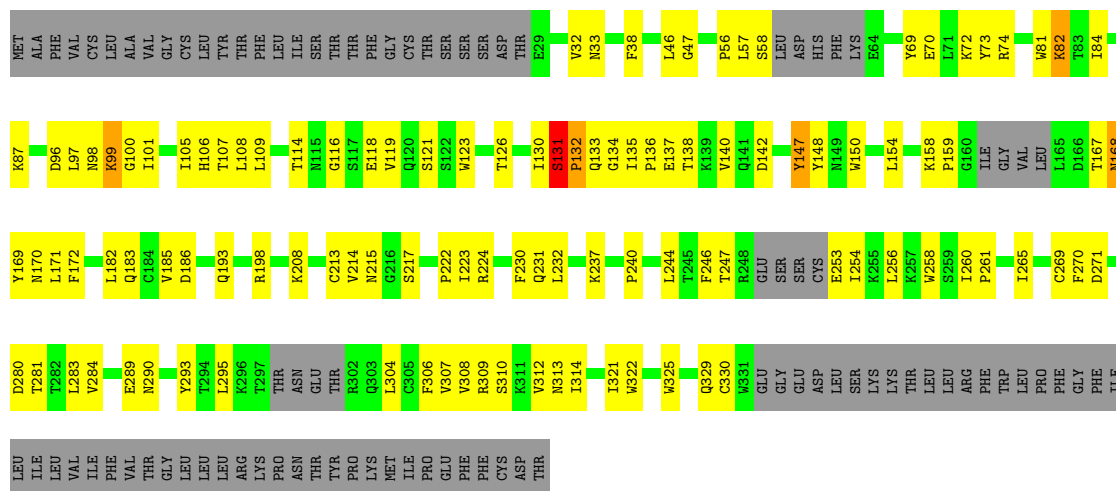 MET ALA PHE VAL CYS LEU ALA VAL GLY CYS LEU TYR THR PHE LEU ILE SER THR THR PHE GLY CYS THR SER SER SER ASP THR E29 V32 N33 F38 L46 G47 P56 L57 S58 LEU ASP HIS PHE LYS E64 Y69 E70 L71 K72 Y73 R74 W81 K82 T83 I84
K87 D96 L97 N98 K99 G100 I101 I105 H106 T107 L108 L109 T114 N115 G116 S117 E118 V119 Q120 S121 S122 W123 T126 I130 S131 P132 Q133 G134 I135 P136 E137 T138 K139 V140 Q141 D142 Y147 Y148 N149 W150 L154 K158 P159 G160 ILE GLY VAL LEU L165 D166 T167 N168
Y169 N170 L171 F172 L182 Q183 C184 V185 D186 Q193 R198 K208 C213 V214 N215 G216 S217 P222 I223 R224 F230 Q231 L232 K237 P240 L244 T245 F246 T247 R248 GLU SER SER CYS E253 I254 K255 L256 K257 W258 S259 I260 P261 I265 C269 F270 D271
D280 T281 T282 L283 V284 E289 N290 Y293 T294 L295 K296 T297 THR ASN GLU THR R302 Q303 L304 C305 F306 V307 V308 R309 S310 K311 V312 N313 I314 I321 W322 W325 Q329 C330 W331 GLU GLY GLU ASP LEU SER LYS LYS THR LEU LEU ARG PHE TRP LEU PRO PHE GLY PHE ILE
LEU ILE LEU VAL ILE PHE VAL THR GLY LEU LEU LEU ARG LYS PRO ASN THR TYR PRO LYS MET ILE PRO GLU PHE PHE CYS ASP THR